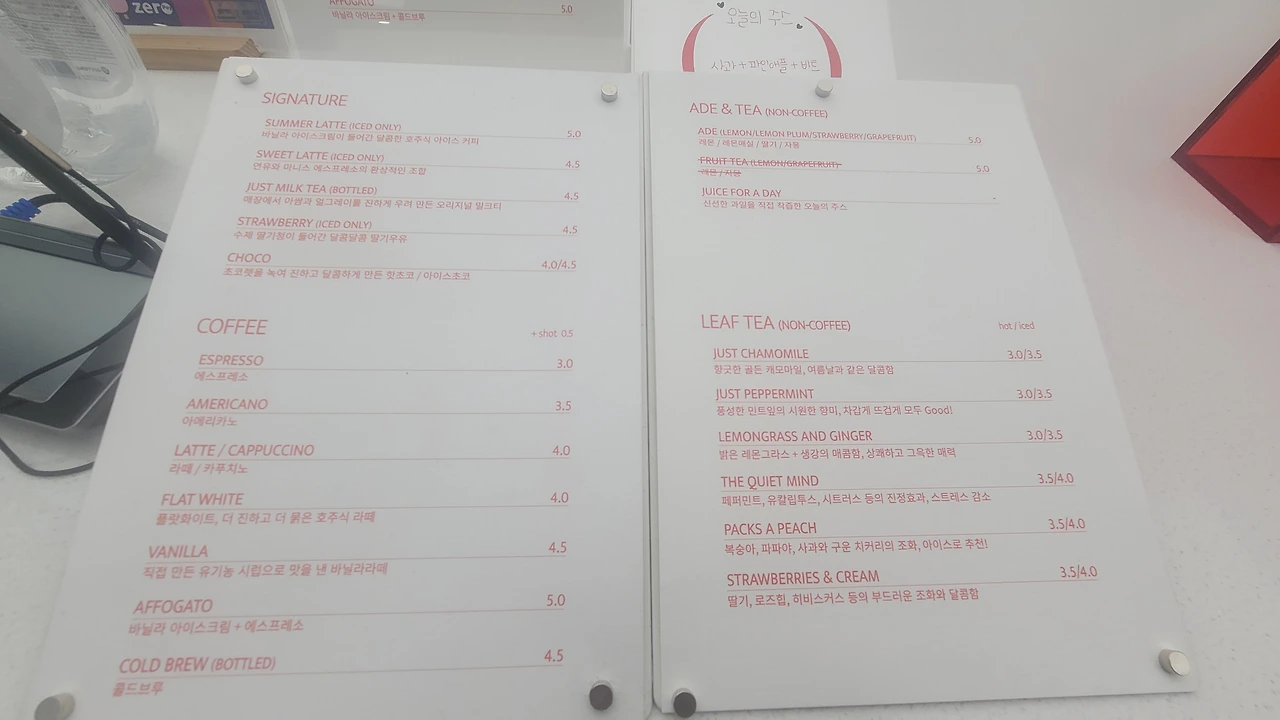 zero
AFFOGATO 5.0
바닐라 아이스크림 + 콜드브루
오늘의 주스
사과 + 파인애플 + 비트
SIGNATURE
SUMMER LATTE (ICED ONLY) 5.0
바닐라 아이스크림이 들어간 달콤한 호주식 아이스 커피
SWEET LATTE (ICED ONLY) 4.5
연유와 마니스 에스프레소의 환상적인 조합
JUST MILK TEA (BOTTLED) 4.5
매장에서 아쌈과 얼그레이를 진하게 우려 만든 오리지널 밀크티
STRAWBERRY (ICED ONLY) 4.5
수제 딸기청이 들어간 달콤달콤 딸기우유
CHOCO 4.0/4.5
초코렛을 녹여 진하고 달콤하게 만든 핫초코 / 아이스초코
COFFEE + shot 0.5
ESPRESSO 3.0
에스프레소
AMERICANO 3.5
아메리카노
LATTE / CAPPUCCINO 4.0
라떼 / 카푸치노
FLAT WHITE 4.0
플랏화이트, 더 진하고 더 묽은 호주식 라떼
VANILLA 4.5
직접 만든 유기농 시럽으로 맛을 낸 바닐라라떼
AFFOGATO 5.0
바닐라 아이스크림 + 에스프레소
COLD BREW (BOTTLED) 4.5
콜드브루
ADE & TEA (NON-COFFEE)
ADE (LEMON/LEMON PLUM/STRAWBERRY/GRAPEFRUIT) 5.0
레몬 / 레몬매실 / 딸기 / 자몽
FRUIT TEA (LEMON/GRAPEFRUIT) 5.0
레몬 / 자몽
JUICE FOR A DAY
신선한 과일을 직접 착즙한 오늘의 주스
LEAF TEA (NON-COFFEE) hot / iced
JUST CHAMOMILE 3.0/3.5
향긋한 골든 캐모마일, 여름날과 같은 달콤함
JUST PEPPERMINT 3.0/3.5
풍성한 민트잎의 시원한 향미, 차갑게 뜨겁게 모두 Good!
LEMONGRASS AND GINGER 3.0/3.5
밝은 레몬그라스 + 생강의 매콤함, 상쾌하고 그윽한 매력
THE QUIET MIND 3.5/4.0
페퍼민트, 유칼립투스, 시트러스 등의 진정효과, 스트레스 감소
PACKS A PEACH 3.5/4.0
복숭아, 파파야, 사과와 구운 치커리의 조화, 아이스로 추천!
STRAWBERRIES & CREAM 3.5/4.0
딸기, 로즈힙, 히비스커스 등의 부드러운 조화와 달콤함